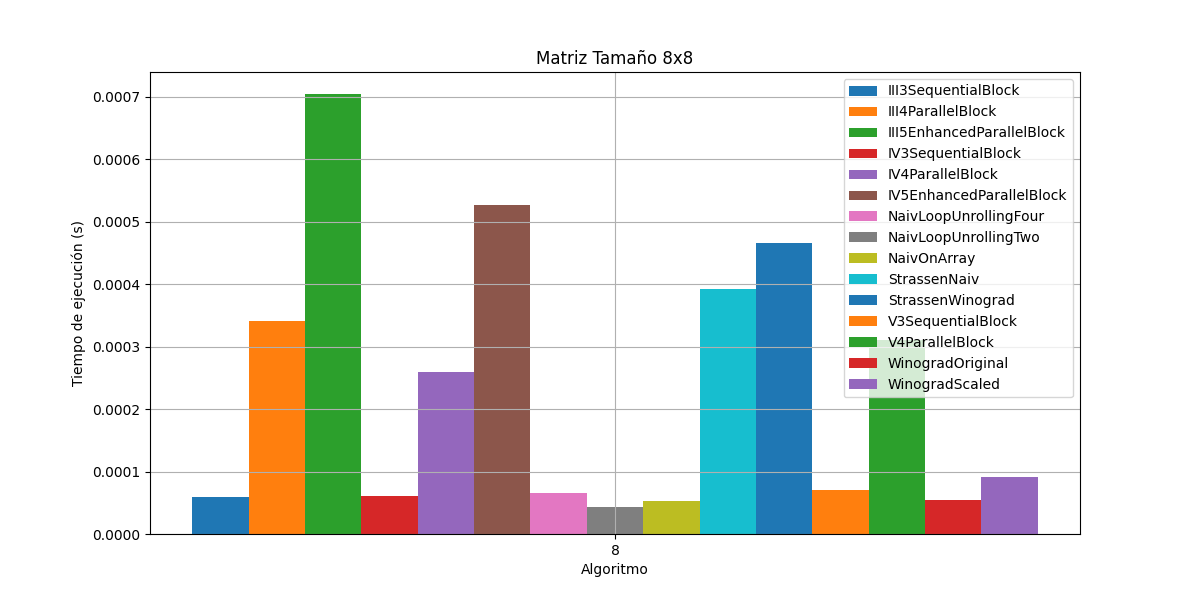 Matriz Tamaño 8x8
0.0007
0.0006
0.0005
0.0004
0.0003
0.0002
0.0001
0.0000
Tiempo de ejecución (s)
III3SequentialBlock
III4ParallelBlock
III5EnhancedParallelBlock
IV3SequentialBlock
IV4ParallelBlock
IV5EnhancedParallelBlock
NaivLoopUnrollingFour
NaivLoopUnrollingTwo
NaivOnArray
StrassenNaiv
StrassenWinograd
V3SequentialBlock
V4ParallelBlock
WinogradOriginal
WinogradScaled
8
Algoritmo